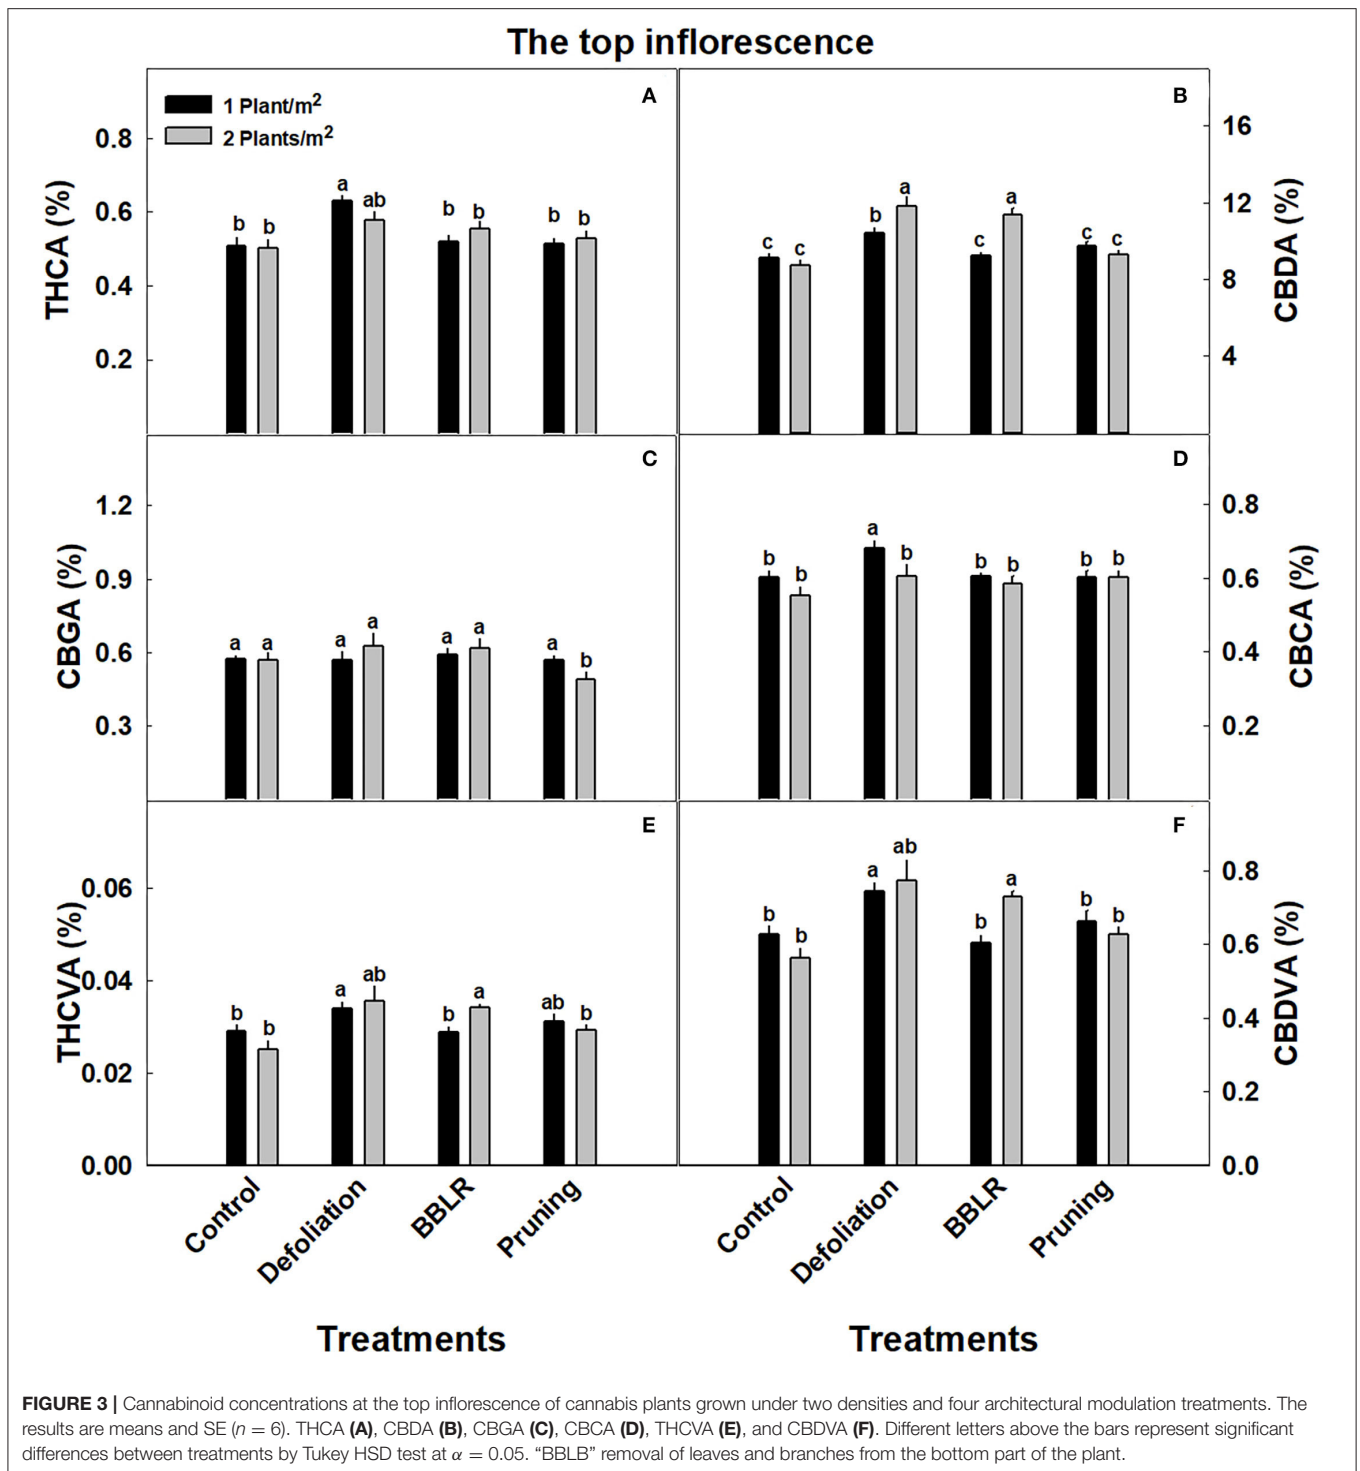 The top inflorescence
1 Plant/m2
2 Plants/m2
A
THCA (%)
0.8
0.6
0.4
0.2
b b a ab b b b b
B
CBDA (%)
16
12
8
4
c c b a c a c c
C
CBGA (%)
1.2
0.9
0.6
0.3
a a a a a a a b
D
CBCA (%)
0.8
0.6
0.4
0.2
b b a b b b b b
E
THCVA (%)
0.06
0.04
0.02
0.00
b b a ab b a ab b
F
CBDVA (%)
0.8
0.6
0.4
0.2
0.0
b b a ab b a b b
Control Defoliation BBLR Pruning
Control Defoliation BBLR Pruning
Treatments
Treatments
FIGURE 3 | Cannabinoid concentrations at the top inflorescence of cannabis plants grown under two densities and four architectural modulation treatments. The
results are means and SE (n = 6). THCA (A), CBDA (B), CBGA (C), CBCA (D), THCVA (E), and CBDVA (F). Different letters above the bars represent significant
differences between treatments by Tukey HSD test at α = 0.05. “BBLB” removal of leaves and branches from the bottom part of the plant.